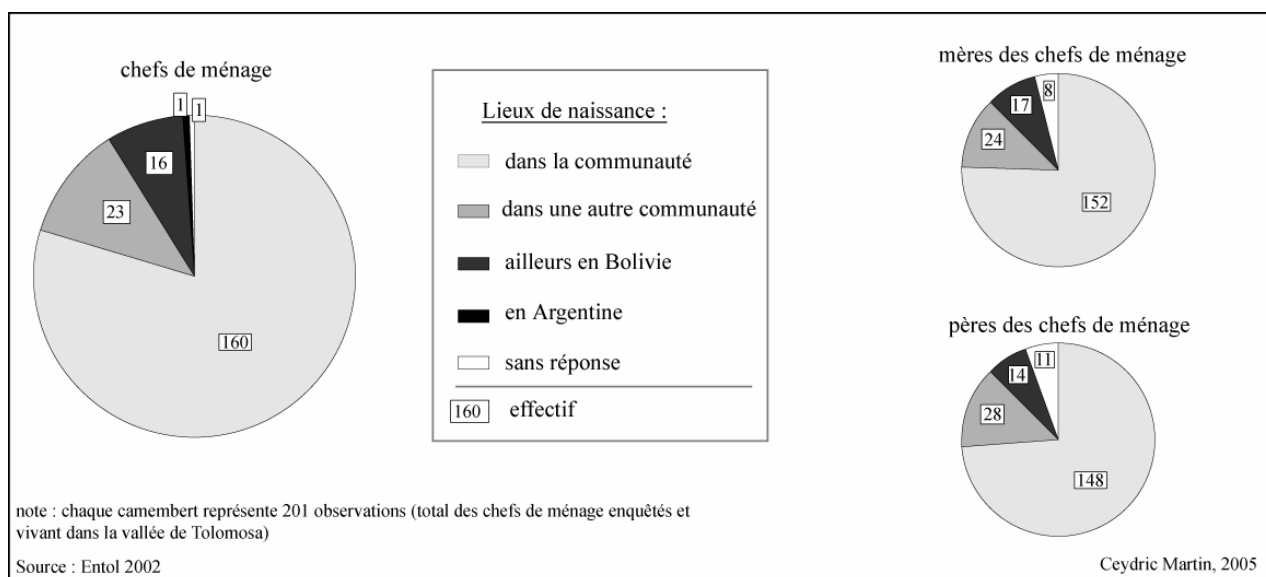 chefs de ménage
1
1
16
23
160
Lieux de naissance :
dans la communauté
dans une autre communauté
ailleurs en Bolivie
en Argentine
sans réponse
160 effectif
mères des chefs de ménage
8
17
24
152
pères des chefs de ménage
11
14
28
148
note : chaque camembert représente 201 observations (total des chefs de ménage enquêtés et
vivant dans la vallée de Tolomosa)
Source : Entol 2002
Ceydric Martin, 2005